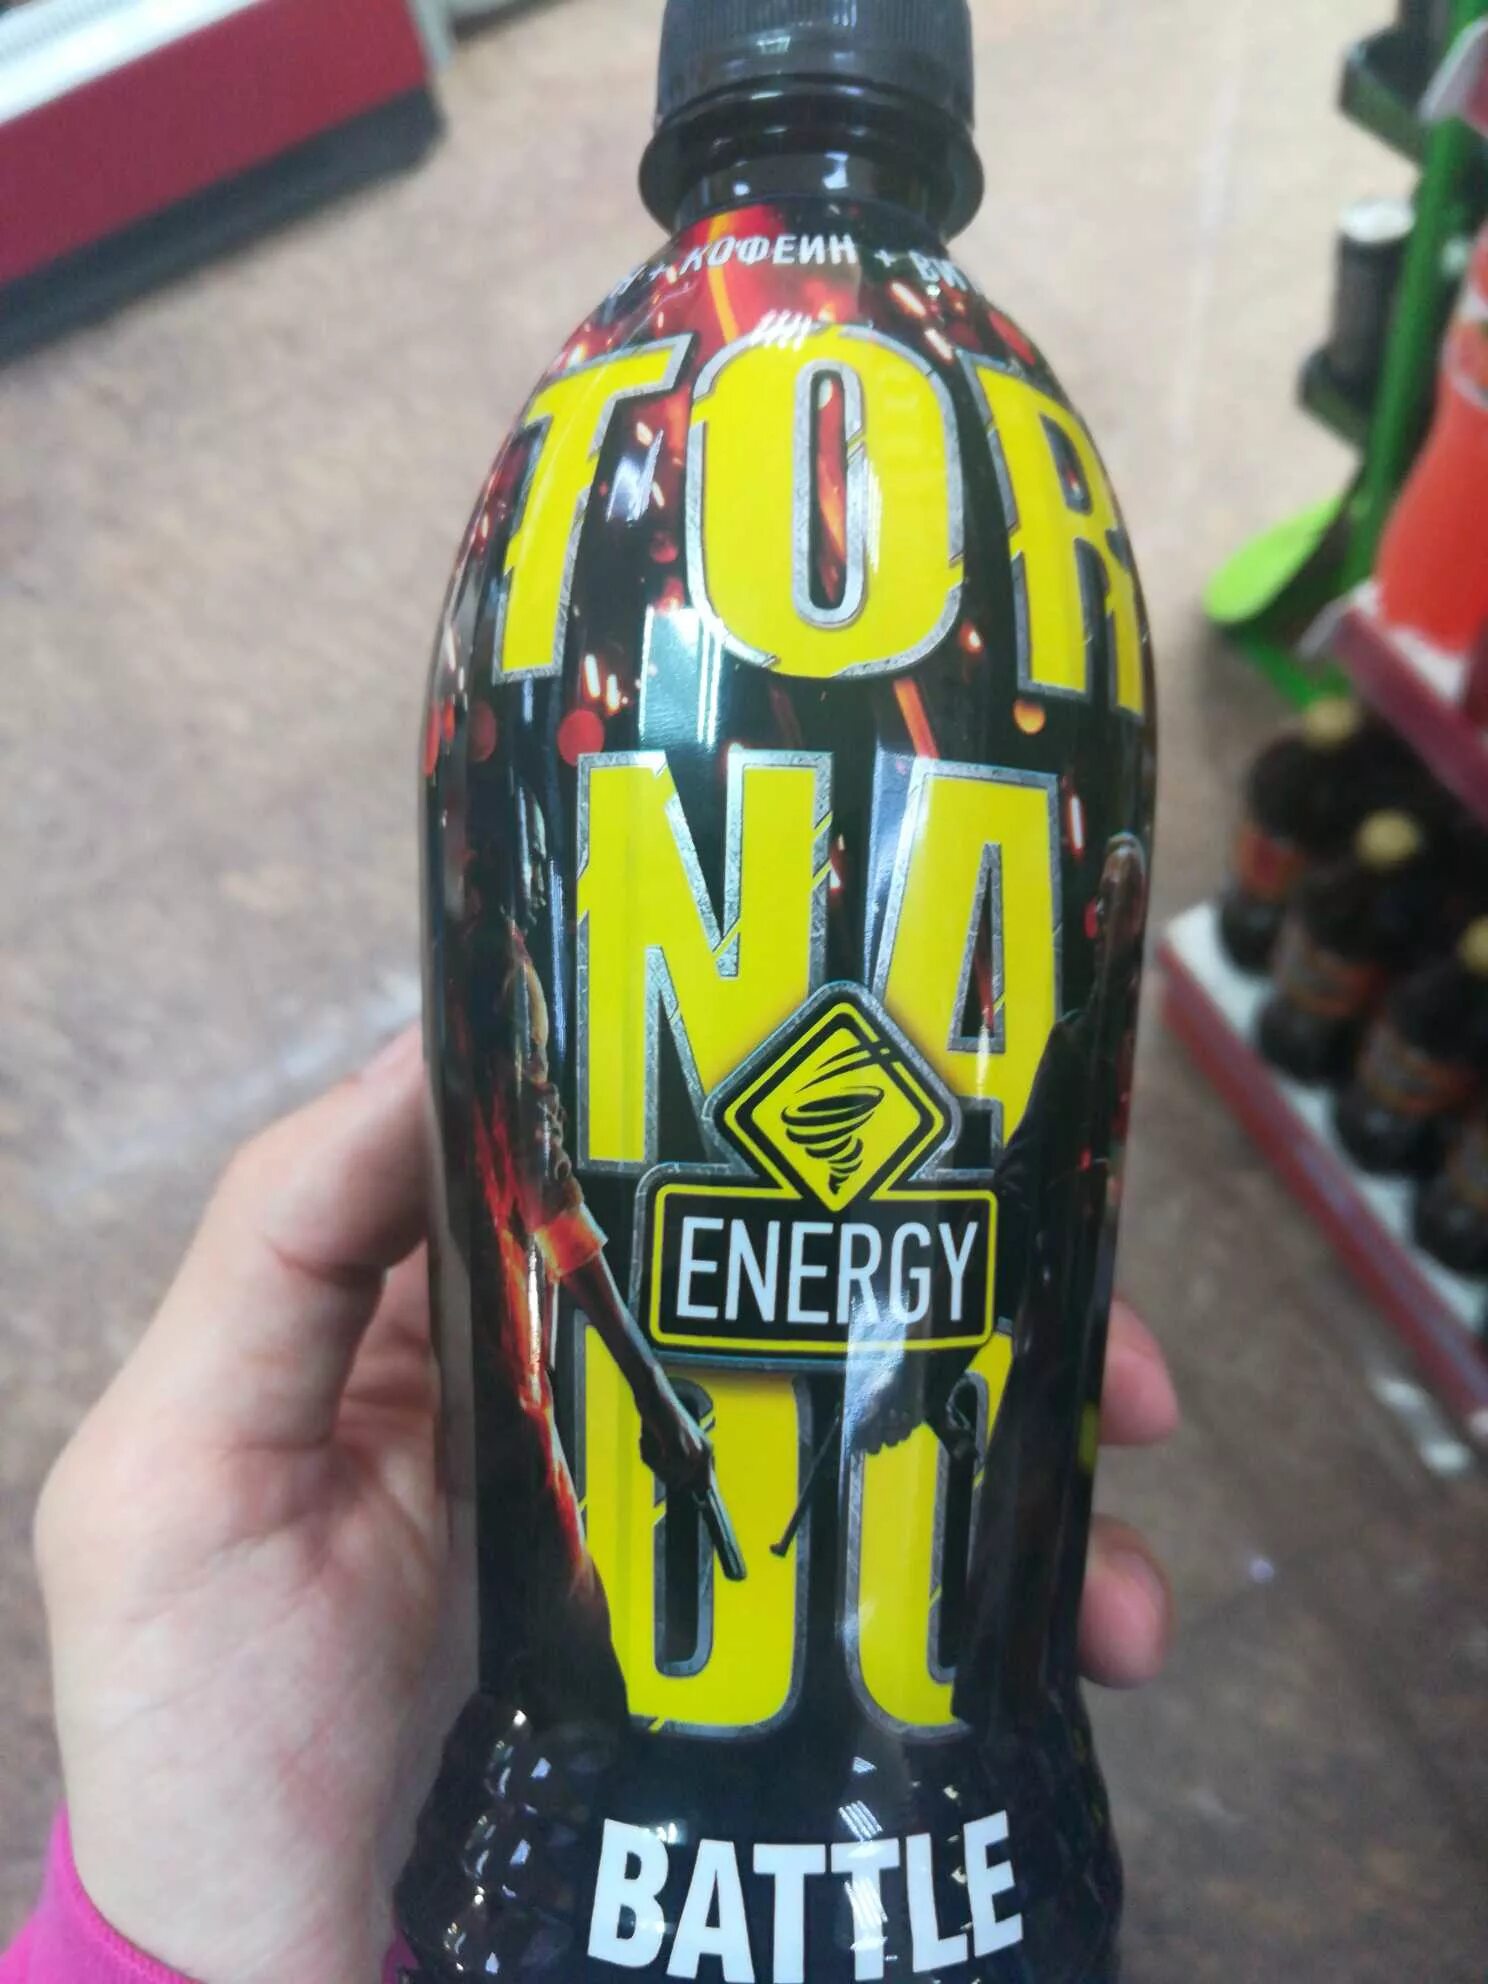 + КОФЕИН +
TOR
NA
ENERGY
DO
BATTLE